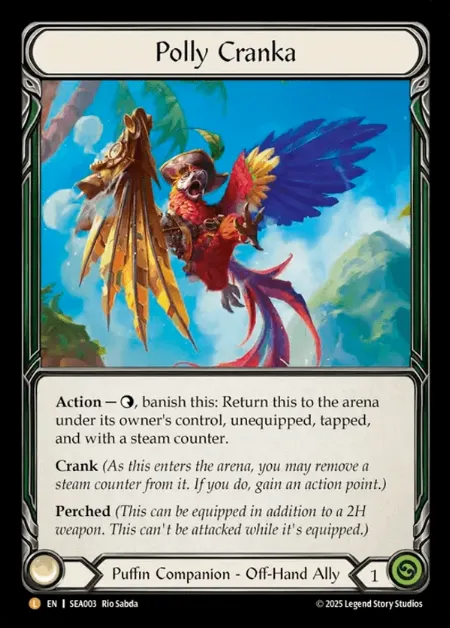 Polly Cranka
Action — , banish this: Return this to the arena
under its owner's control, unequipped, tapped,
and with a steam counter.
Crank (As this enters the arena, you may remove a
steam counter from it. If you do, gain an action point.)
Perched (This can be equipped in addition to a 2H
weapon. This can't be attacked while it's equipped.)
Puffin Companion - Off-Hand Ally
1
L EN | SEA003 Rio Sabda
© 2025 Legend Story Studios